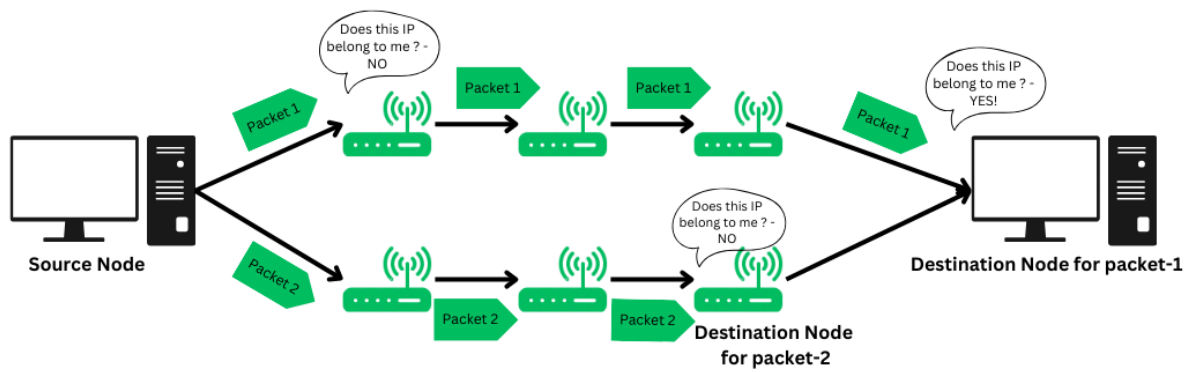 Does this IP
belong to me ? -
NO
Packet 1
Packet 1
Packet 1
Packet 1
Does this IP
belong to me ? -
YES!
Source Node
Packet 2
Packet 2
Packet 2
Does this IP
belong to me ? -
NO
Destination Node
for packet-2
Destination Node for packet-1